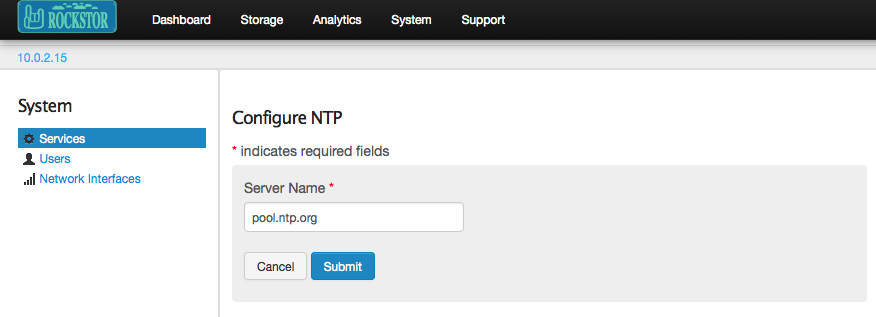 ROCKSTOR Dashboard Storage Analytics System Support
10.0.2.15
System
Services
Users
Network Interfaces
Configure NTP
* indicates required fields
Server Name *
pool.ntp.org
Cancel Submit